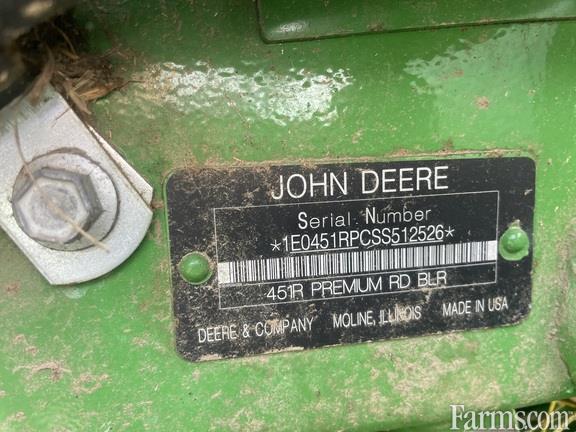 JOHN DEERE
Serial Number
*1E0451RPCSS512526*
451R PREMIUM RD BLR
DEERE & COMPANY MOLINE, ILLINOIS MADE IN USA
Farms.com